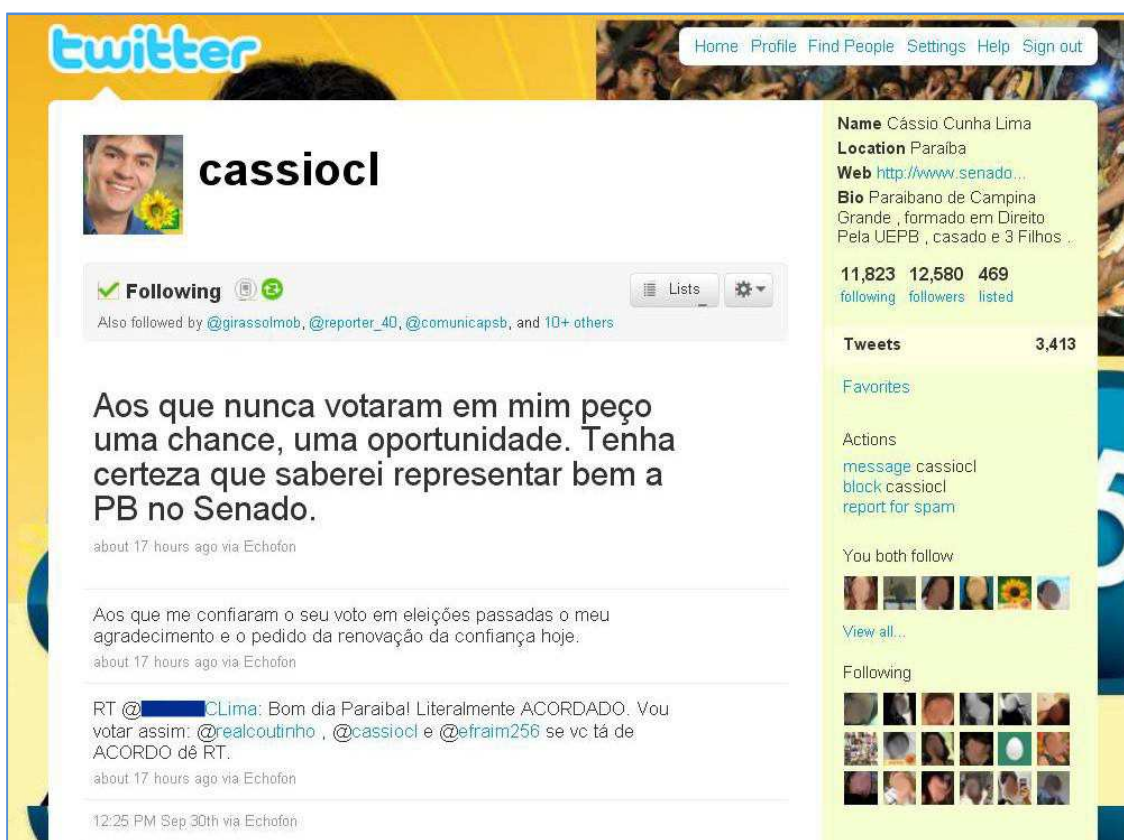 twitter
Home Profile Find People Settings Help Sign out
cassiocl
Following
Lists
Also followed by @girassolmob, @reporter_40, @comunicapsb, and 10+ others
Aos que nunca votaram em mim peço
uma chance, uma oportunidade. Tenha
certeza que saberei representar bem a
PB no Senado.
about 17 hours ago via Echofon
Aos que me confiaram o seu voto em eleições passadas o meu
agradecimento e o pedido da renovação da confiança hoje.
about 17 hours ago via Echofon
RT @ CLima: Bom dia Paraiba! Literalmente ACORDADO. Vou
votar assim: @realcoutinho , @cassiocl e @efraim256 se vc tá de
ACORDO dê RT.
about 17 hours ago via Echofon
12:25 PM Sep 30th via Echofon
Name Cássio Cunha Lima
Location Paraíba
Web http://www.senado...
Bio Paraibano de Campina
Grande , formado em Direito
Pela UEPB , casado e 3 Filhos .
11,823 12,580 469
following followers listed
Tweets 3,413
Favorites
Actions
message cassiocl
block cassiocl
report for spam
You both follow
View all...
Following
5